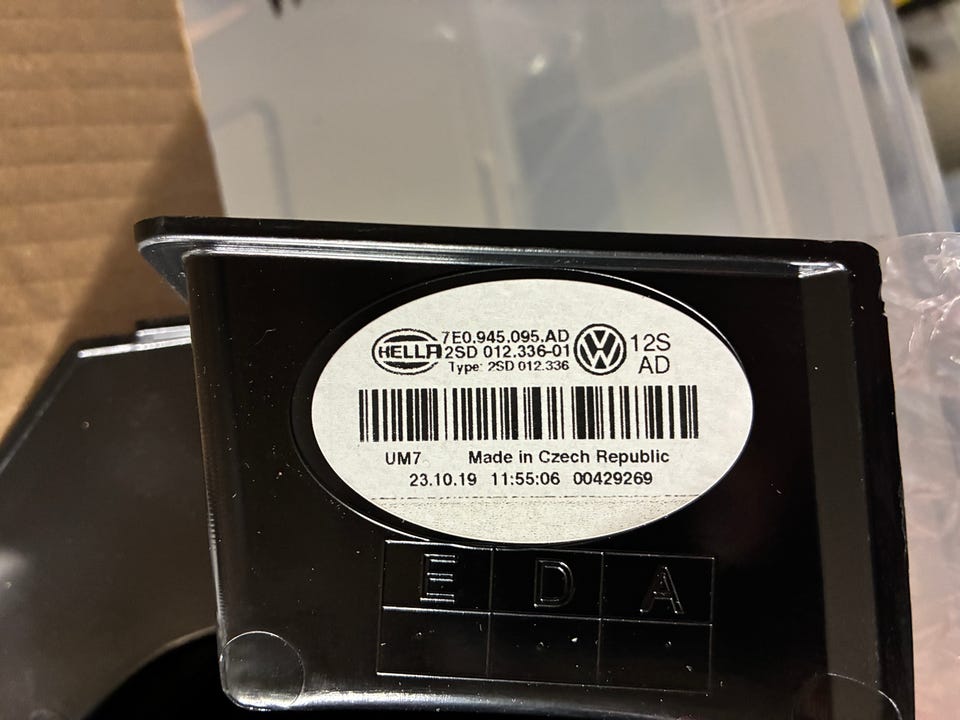 HELLA 7E0.945.095.AD
2SD 012.336-01
Type: 2SD 012.336
VW 12S
AD
UM7 Made in Czech Republic
23.10.19 11:55:06 00429269
E D A